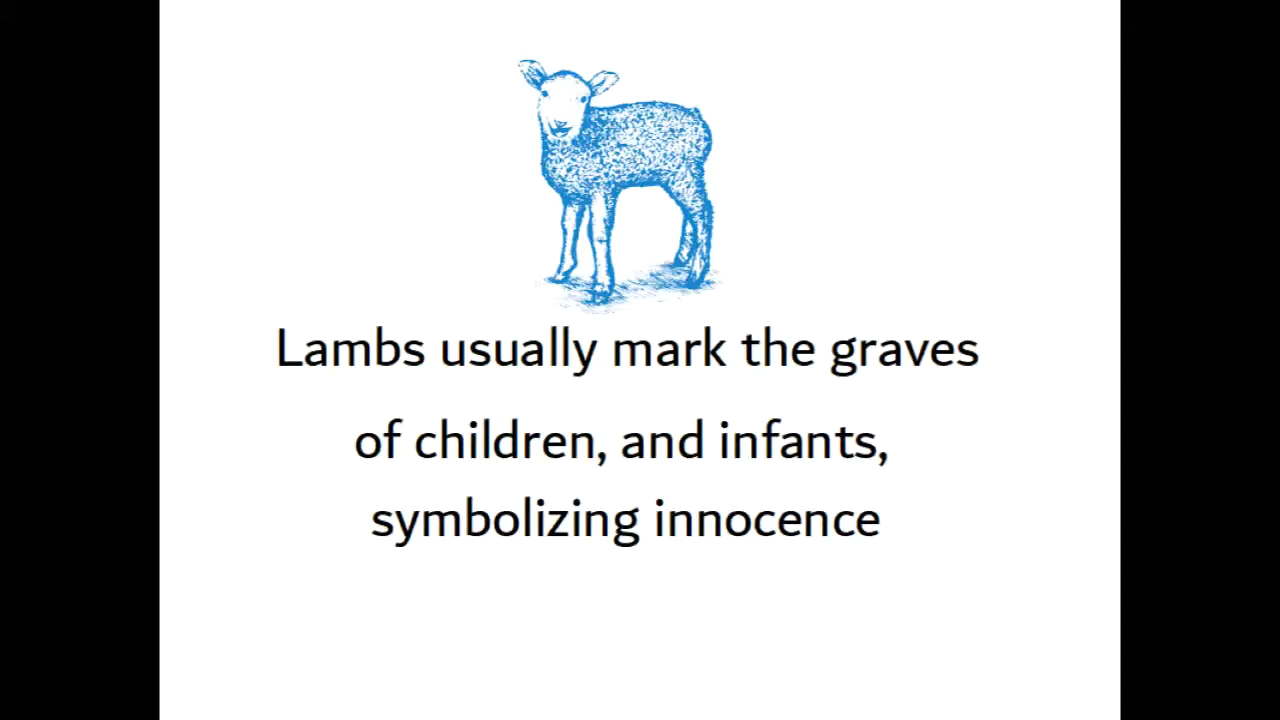 Lambs usually mark the graves
of children, and infants,
symbolizing innocence